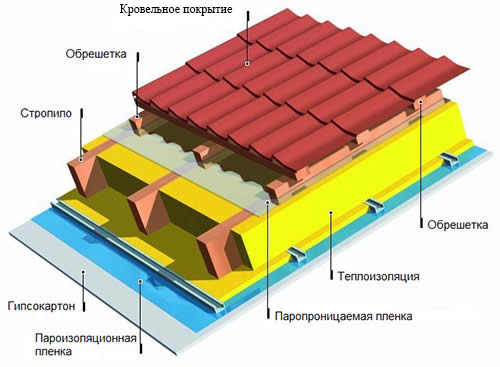 Кровельное покрытие
Обрешетка
Стропило
Обрешетка
Теплоизоляция
Паропроницаемая пленка
Гипсокартон
Пароизоляционная
пленка